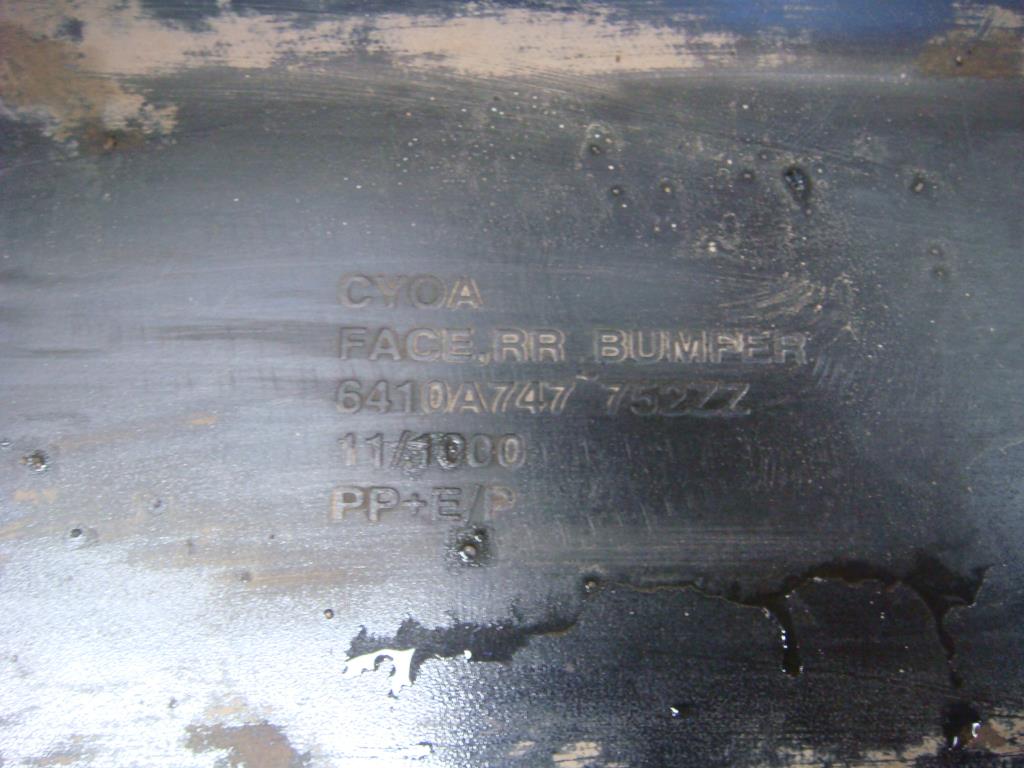 CYOA
FACE,RR BUMPER
6410A747 752ZZ
11/1000
PP+E/P